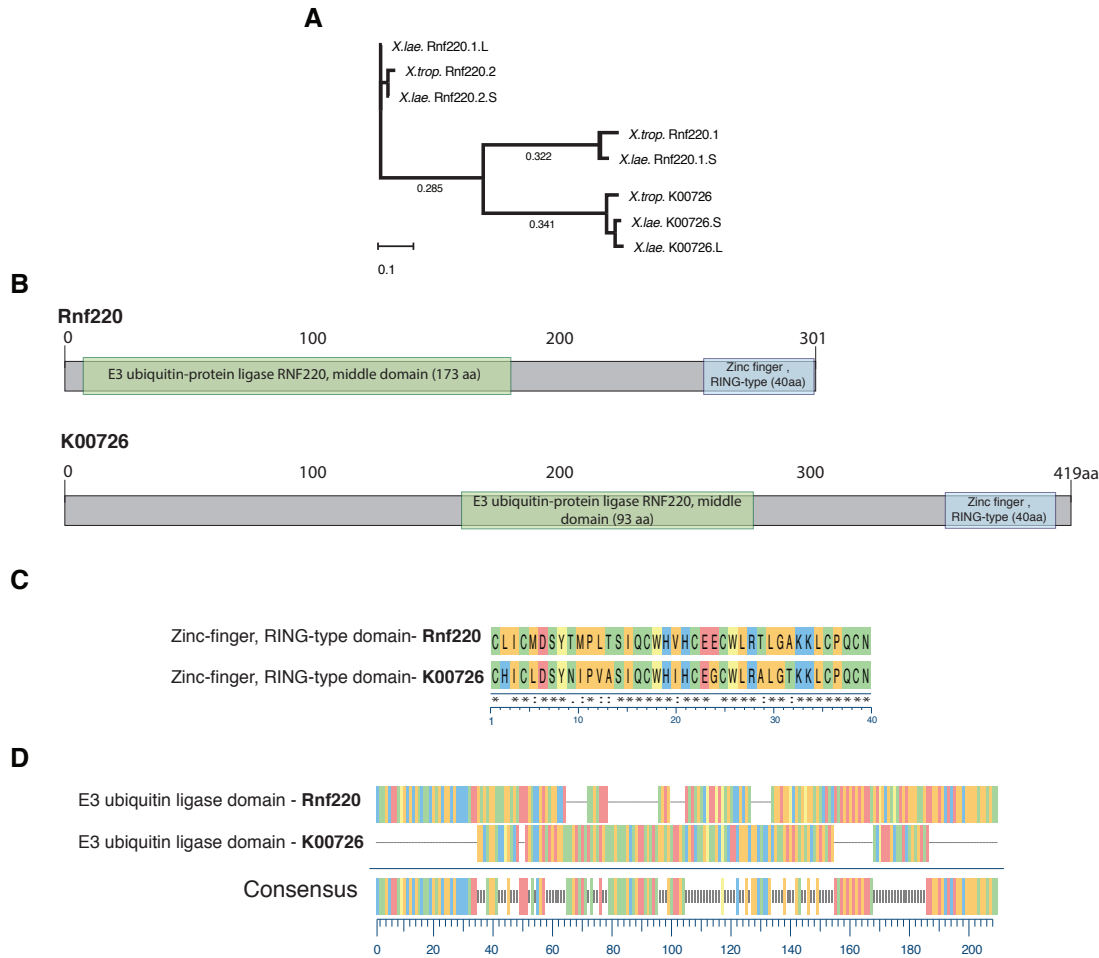 A
X.lae. Rnf220.1.L
X.trop. Rnf220.2
X.lae. Rnf220.2.S
X.trop. Rnf220.1
0.322
X.lae. Rnf220.1.S
0.285
X.trop. K00726
X.lae. K00726.S
0.341
X.lae. K00726.L
0.1
B
Rnf220
0 100 200 301
E3 ubiquitin-protein ligase RNF220, middle domain (173 aa)
Zinc finger ,
RING-type (40aa)
K00726
0 100 200 300 419aa
E3 ubiquitin-protein ligase RNF220, middle
domain (93 aa)
Zinc finger ,
RING-type (40aa)
C
Zinc-finger, RING-type domain- Rnf220 CLICMDSYTMPLTSIQCWHVHCEECWLRTLGAKKLCPQCN
Zinc-finger, RING-type domain- K00726 CHICLDSYNIPVASIQCWHIHCEGCWLRALGTKKLCPQCN
* **:***.:*::*******:*** ****:**:********
1 10 20 30 40
D
E3 ubiquitin ligase domain - Rnf220
E3 ubiquitin ligase domain - K00726
Consensus
0 20 40 60 80 100 120 140 160 180 200